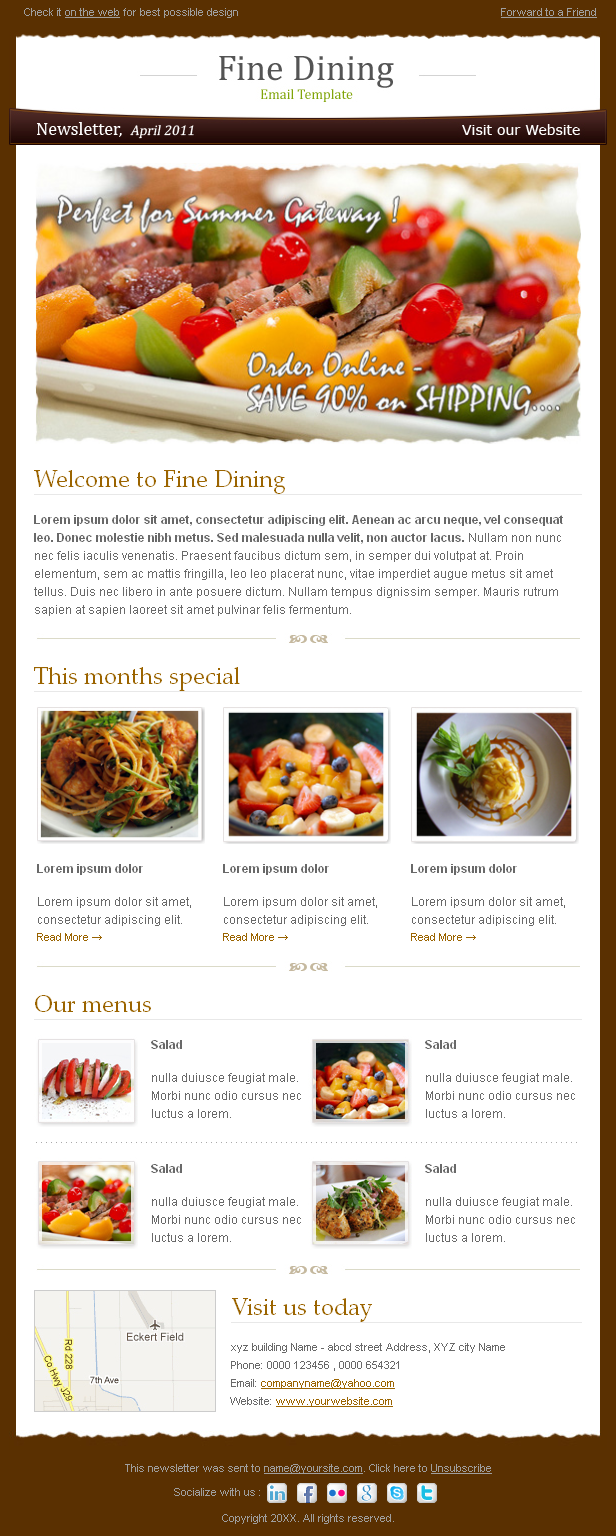 Check it on the web for best possible design
Forward to a Friend
Fine Dining
Email Template
Newsletter, April 2011
Visit our Website
Perfect for Summer Gateway !
Order Online -
SAVE 90% on SHIPPING....
Welcome to Fine Dining
Lorem ipsum dolor sit amet, consectetur adipiscing elit. Aenean ac arcu neque, vel consequat
leo. Donec molestie nibh metus. Sed malesuada nulla velit, non auctor lacus. Nullam non nunc
nec felis iaculis venenatis. Praesent faucibus dictum sem, in semper dui volutpat at. Proin
elementum, sem ac mattis fringilla, leo leo placerat nunc, vitae imperdiet augue metus sit amet
tellus. Duis nec libero in ante posuere dictum. Nullam tempus dignissim semper. Mauris rutrum
sapien at sapien laoreet sit amet pulvinar felis fermentum.
This months special
Lorem ipsum dolor
Lorem ipsum dolor sit amet,
consectetur adipiscing elit.
Read More →
Lorem ipsum dolor
Lorem ipsum dolor sit amet,
consectetur adipiscing elit.
Read More →
Lorem ipsum dolor
Lorem ipsum dolor sit amet,
consectetur adipiscing elit.
Read More →
Our menus
Salad
nulla duiusce feugiat male.
Morbi nunc odio cursus nec
luctus a lorem.
Salad
nulla duiusce feugiat male.
Morbi nunc odio cursus nec
luctus a lorem.
Salad
nulla duiusce feugiat male.
Morbi nunc odio cursus nec
luctus a lorem.
Salad
nulla duiusce feugiat male.
Morbi nunc odio cursus nec
luctus a lorem.
Eckert Field
Rd 228
7th Ave
Co Hwy J29
Visit us today
xyz building Name - abcd street Address, XYZ city Name
Phone: 0000 123456 , 0000 654321
Email: companyname@yahoo.com
Website: www.yourwebsite.com
This newsletter was sent to name@yoursite.com. Click here to Unsubscribe
Socialize with us : in f g S t
Copyright 20XX. All rights reserved.